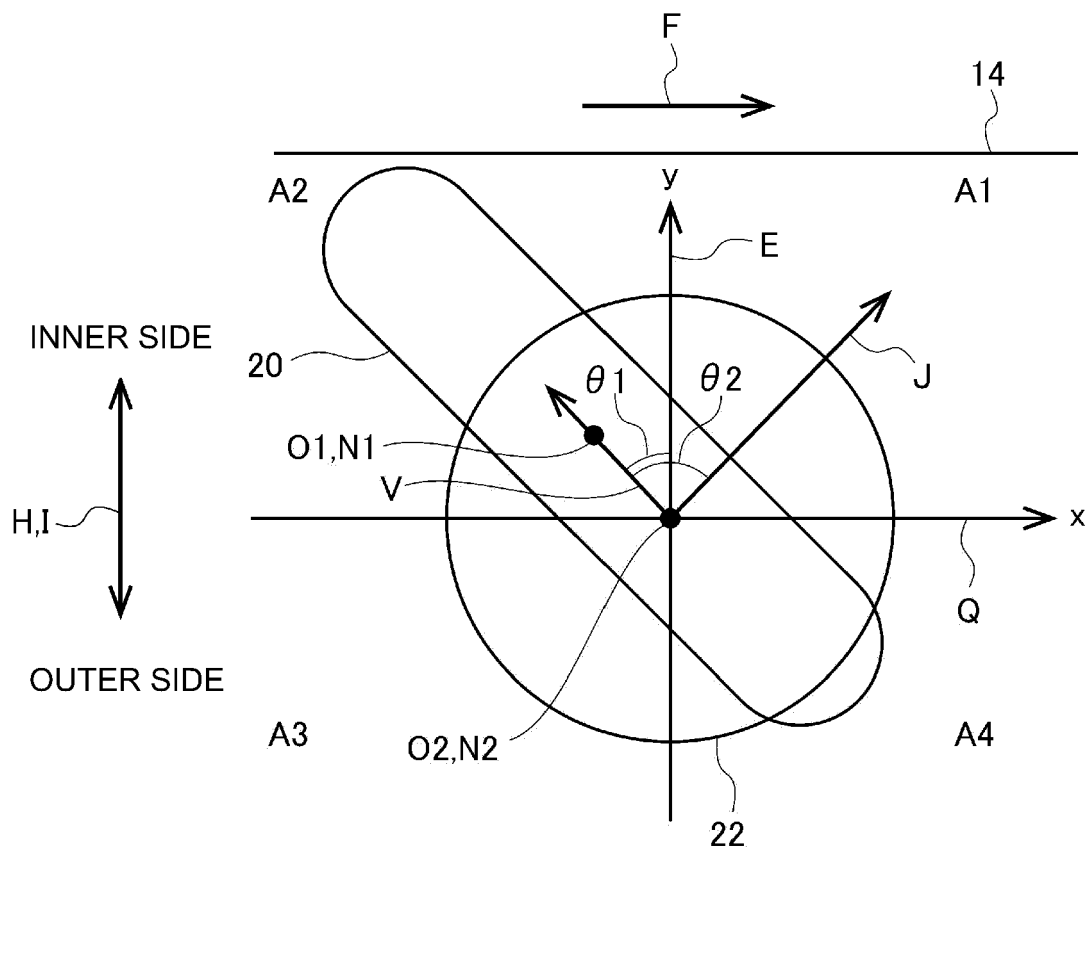 F
14
A2
y
A1
E
INNER SIDE
20
θ1
θ2
J
O1,N1
V
H,I
x
Q
OUTER SIDE
A3
O2,N2
A4
22